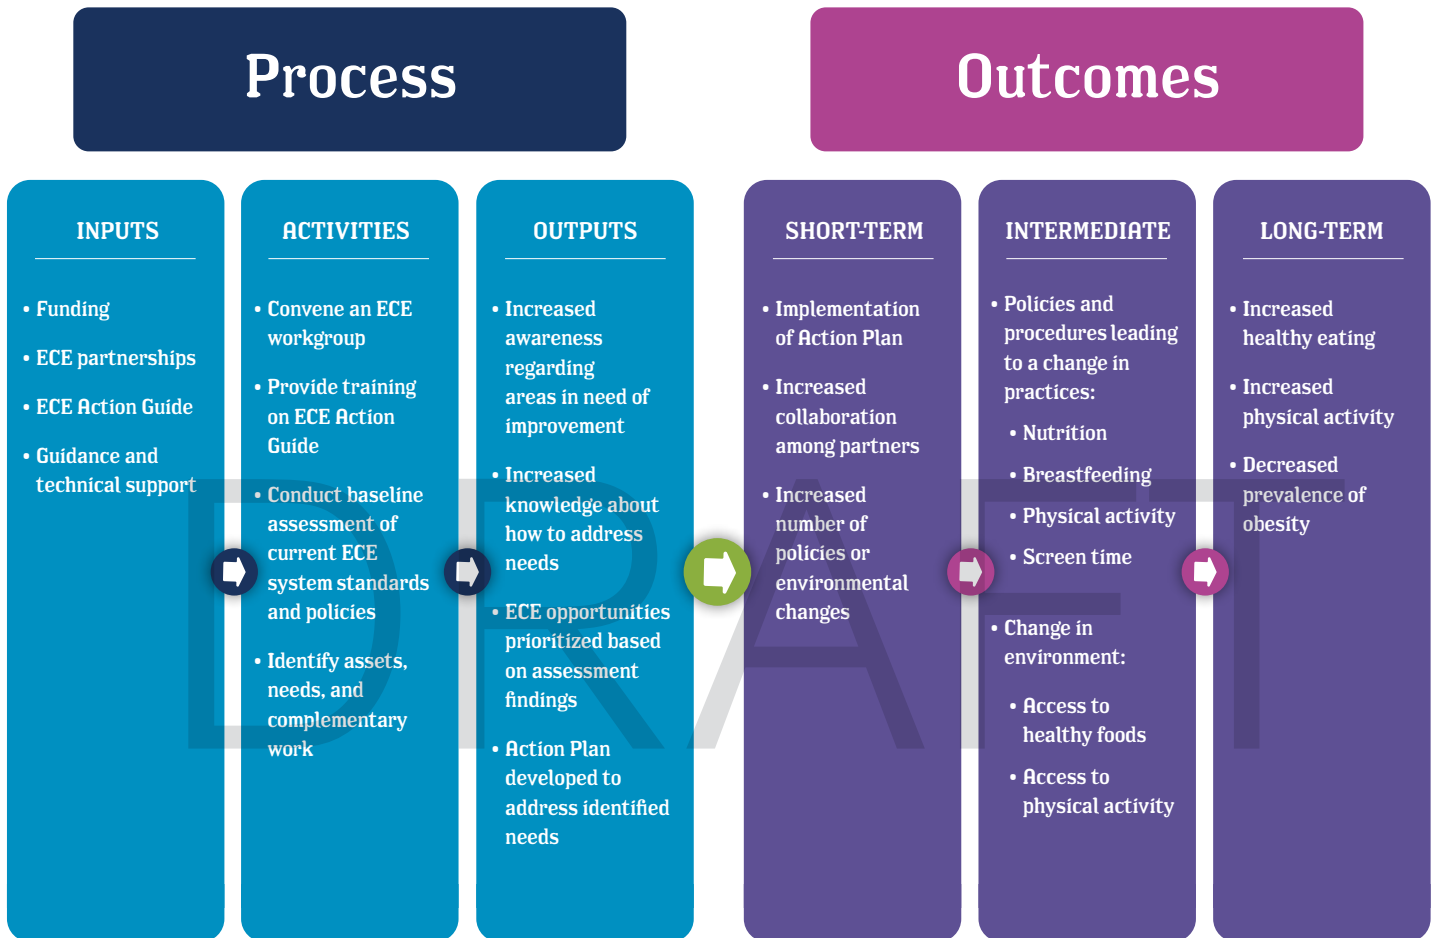 Process
Outcomes
INPUTS
• Funding
• ECE partnerships
• ECE Action Guide
• Guidance and
technical support
ACTIVITIES
• Convene an ECE
workgroup
• Provide training
on ECE Action
Guide
• Conduct baseline
assessment of
current ECE
system standards
and policies
• Identify assets,
needs, and
complementary
work
OUTPUTS
• Increased
awareness
regarding
areas in need of
improvement
• Increased
knowledge about
how to address
needs
• ECE opportunities
prioritized based
on assessment
findings
• Action Plan
developed to
address identified
needs
SHORT-TERM
• Implementation
of Action Plan
• Increased
collaboration
among partners
• Increased
number of
policies or
environmental
changes
INTERMEDIATE
• Policies and
procedures leading
to a change in
practices:
• Nutrition
• Breastfeeding
• Physical activity
• Screen time
• Change in
environment:
• Access to
healthy foods
• Access to
physical activity
LONG-TERM
• Increased
healthy eating
• Increased
physical activity
• Decreased
prevalence of
obesity
DRAFT